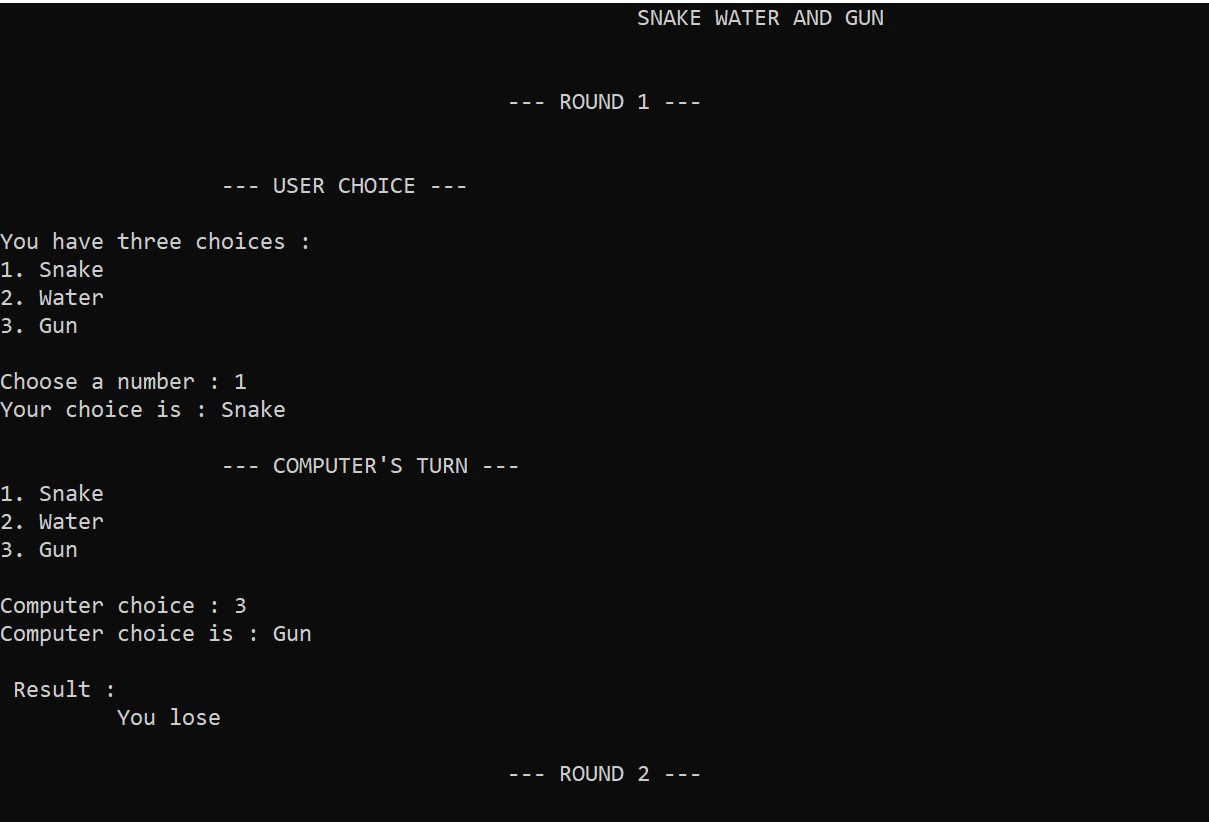 SNAKE WATER AND GUN
--- ROUND 1 ---
--- USER CHOICE ---
You have three choices :
1. Snake
2. Water
3. Gun
Choose a number : 1
Your choice is : Snake
--- COMPUTER'S TURN ---
1. Snake
2. Water
3. Gun
Computer choice : 3
Computer choice is : Gun
Result :
You lose
--- ROUND 2 ---